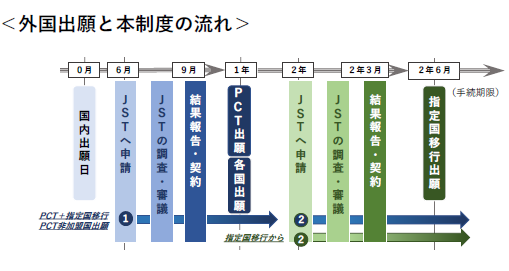 ＜外国出願と本制度の流れ＞
0月
6月
9月
1年
2年
2年3月
2年6月
（手続期限）
国内出願日
JSTへ申請
JSTの調査・審議
結果報告・契約
PCT出願
各国出願
JSTへ申請
JSTの調査・審議
結果報告・契約
指定国移行出願
PCT＋指定国移行
PCT非加盟国出願
1
2
指定国移行から
2